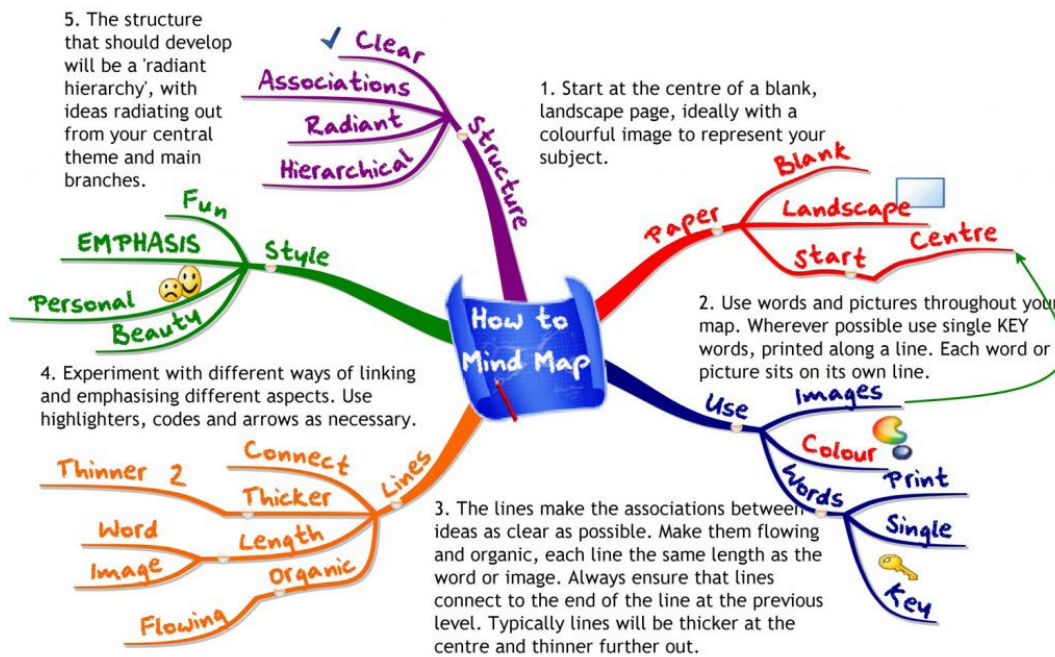 How to
Mind Map
1. Start at the centre of a blank,
landscape page, ideally with a
colourful image to represent your
subject.
Paper
Blank
Landscape
Start
Centre
2. Use words and pictures throughout your
map. Wherever possible use single KEY
words, printed along a line. Each word or
picture sits on its own line.
Use
Images
Colour
Words
Print
Single
Key
3. The lines make the associations between
ideas as clear as possible. Make them flowing
and organic, each line the same length as the
word or image. Always ensure that lines
connect to the end of the line at the previous
level. Typically lines will be thicker at the
centre and thinner further out.
Lines
Connect
Thicker
Thinner 2
Length
Word
Image
Organic
Flowing
4. Experiment with different ways of linking
and emphasising different aspects. Use
highlighters, codes and arrows as necessary.
Style
Fun
EMPHASIS
Personal
Beauty
5. The structure
that should develop
will be a 'radiant
hierarchy', with
ideas radiating out
from your central
theme and main
branches.
Structure
Clear
Associations
Radiant
Hierarchical